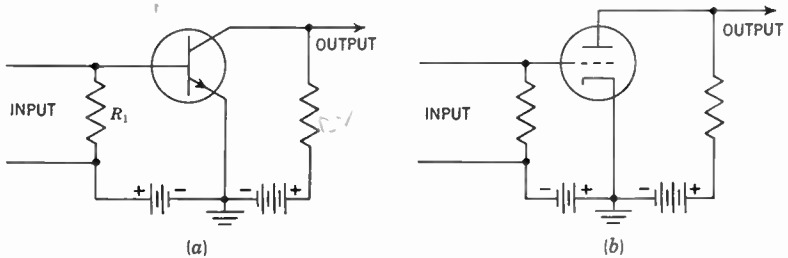 OUTPUT
INPUT
R₁
+ - - +
(a)
OUTPUT
INPUT
- + - +
(b)